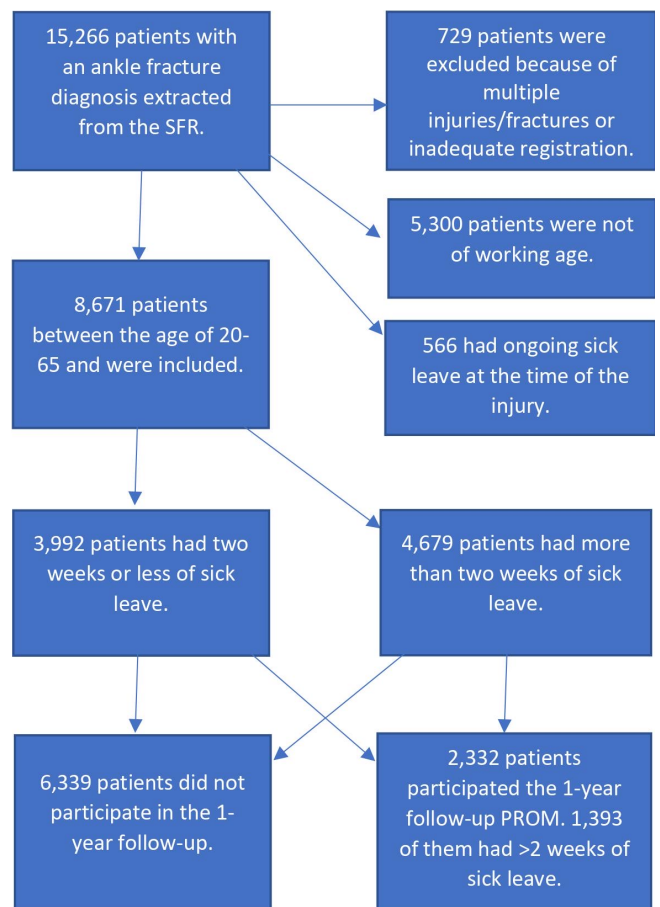 15,266 patients with
an ankle fracture
diagnosis extracted
from the SFR.
729 patients were
excluded because of
multiple
injuries/fractures or
inadequate registration.
5,300 patients were not
of working age.
8,671 patients
between the age of 20-
65 and were included.
566 had ongoing sick
leave at the time of the
injury.
3,992 patients had two
weeks or less of sick
leave.
4,679 patients had more
than two weeks of sick
leave.
6,339 patients did not
participate in the 1-
year follow-up.
2,332 patients
participated the 1-year
follow-up PROM. 1,393
of them had >2 weeks of
sick leave.